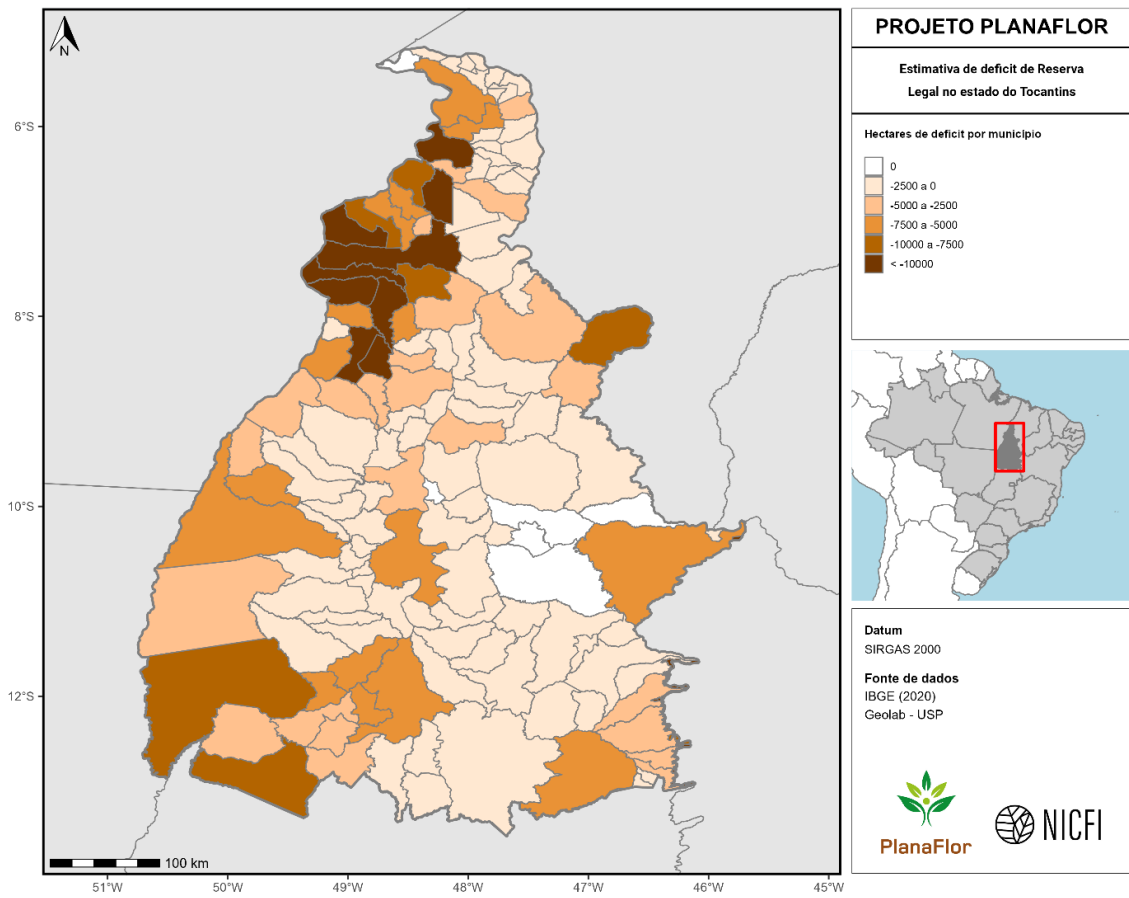 N
6°S
8°S
10°S
12°S
100 km
51°W
50°W
49°W
48°W
47°W
46°W
45°W
PROJETO PLANAFLOR
Estimativa de deficit de Reserva
Legal no estado do Tocantins
Hectares de deficit por município
0
-2500 a 0
-5000 a -2500
-7500 a -5000
-10000 a -7500
< -10000
Datum
SIRGAS 2000
Fonte de dados
IBGE (2020)
Geolab - USP
PlanaFlor
NICFI